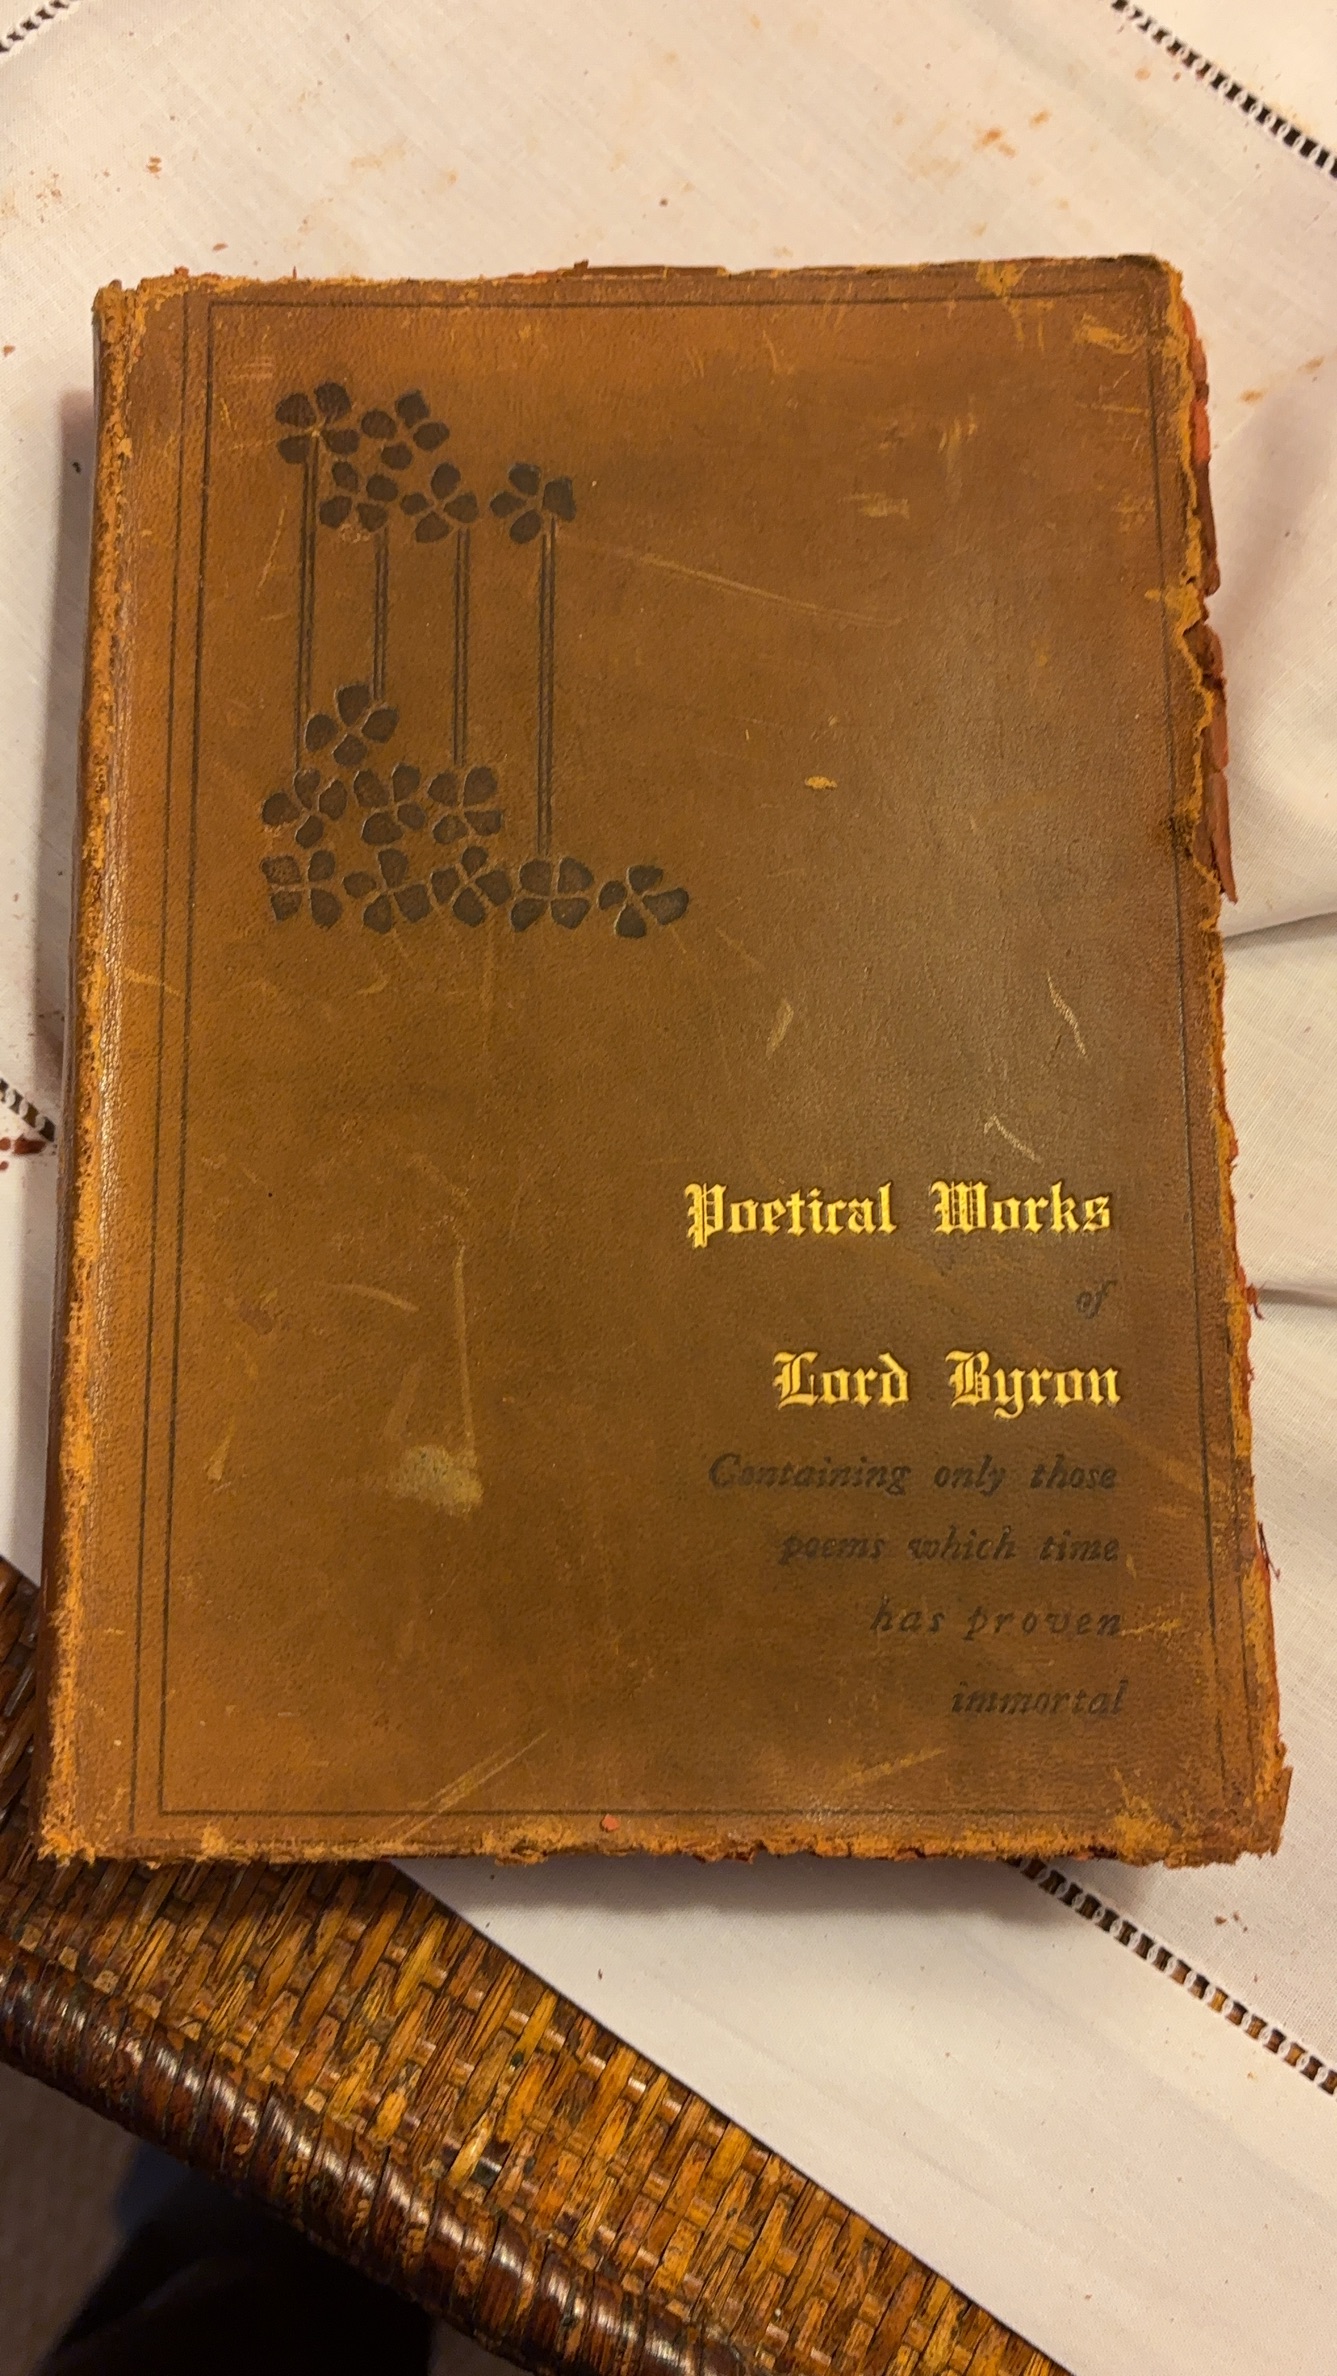 Poetical Works
of
Lord Byron
Containing only those
poems which time
has proven
immortal